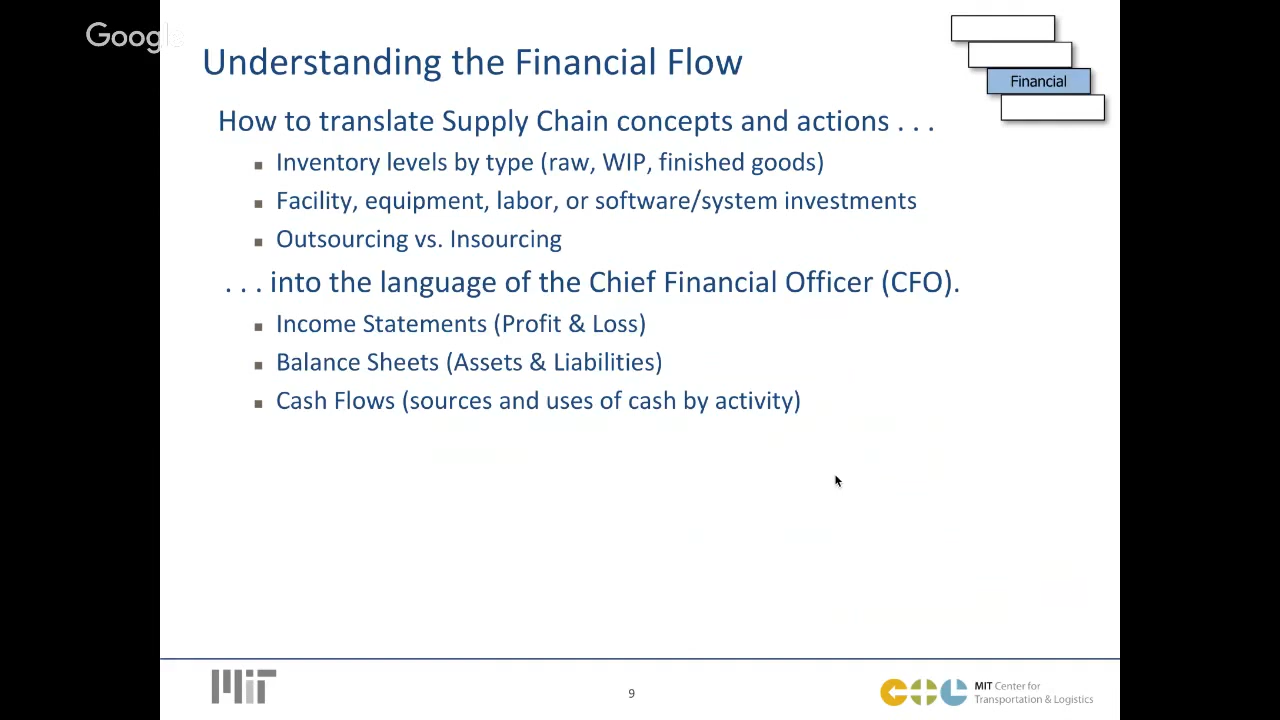 Google
Understanding the Financial Flow
Financial
How to translate Supply Chain concepts and actions . . .
Inventory levels by type (raw, WIP, finished goods)
Facility, equipment, labor, or software/system investments
Outsourcing vs. Insourcing
. . . into the language of the Chief Financial Officer (CFO).
Income Statements (Profit & Loss)
Balance Sheets (Assets & Liabilities)
Cash Flows (sources and uses of cash by activity)
MIT
9
CTL
MIT Center for
Transportation & Logistics